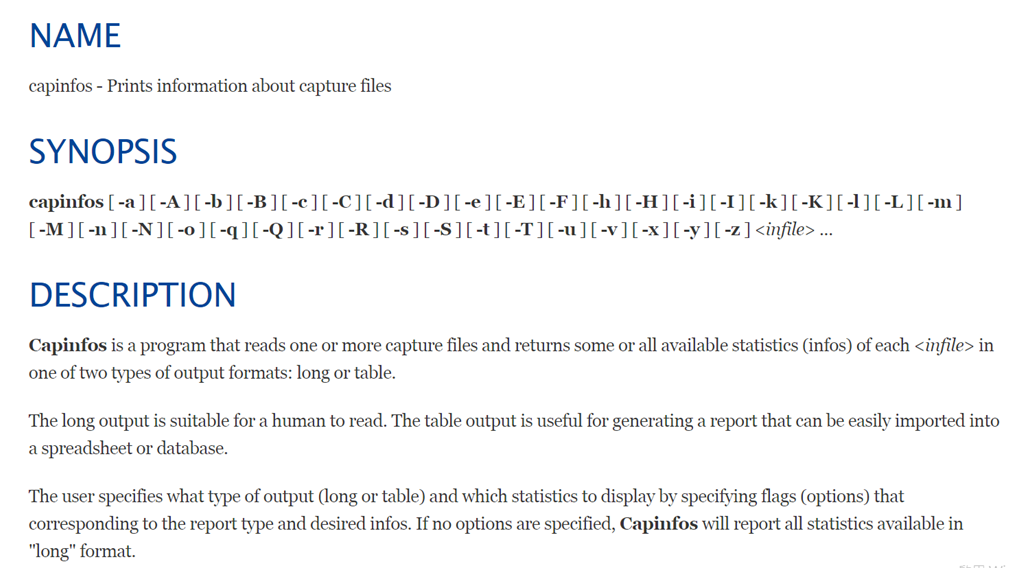 NAME
capinfos - Prints information about capture files
SYNOPSIS
capinfos [ -a ] [ -A ] [ -b ] [ -B ] [ -c ] [ -C ] [ -d ] [ -D ] [ -e ] [ -E ] [ -F ] [ -h ] [ -H ] [ -i ] [ -I ] [ -k ] [ -K ] [ -l ] [ -L ] [ -m ]
[ -M ] [ -n ] [ -N ] [ -o ] [ -q ] [ -Q ] [ -r ] [ -R ] [ -s ] [ -S ] [ -t ] [ -T ] [ -u ] [ -v ] [ -x ] [ -y ] [ -z ] <infile> ...
DESCRIPTION
Capinfos is a program that reads one or more capture files and returns some or all available statistics (infos) of each <infile> in
one of two types of output formats: long or table.
The long output is suitable for a human to read. The table output is useful for generating a report that can be easily imported into
a spreadsheet or database.
The user specifies what type of output (long or table) and which statistics to display by specifying flags (options) that
corresponding to the report type and desired infos. If no options are specified, Capinfos will report all statistics available in
"long" format.